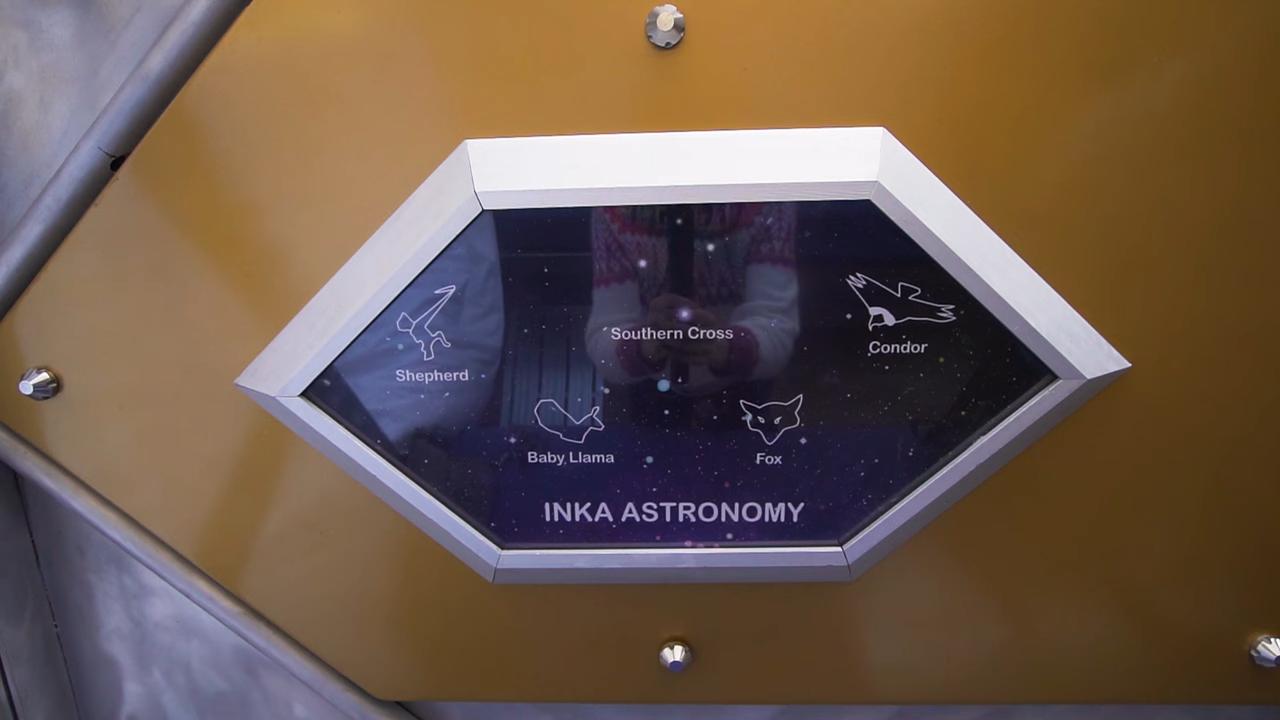 Southern Cross
Condor
Shepherd
Baby Llama
Fox
INKA ASTRONOMY